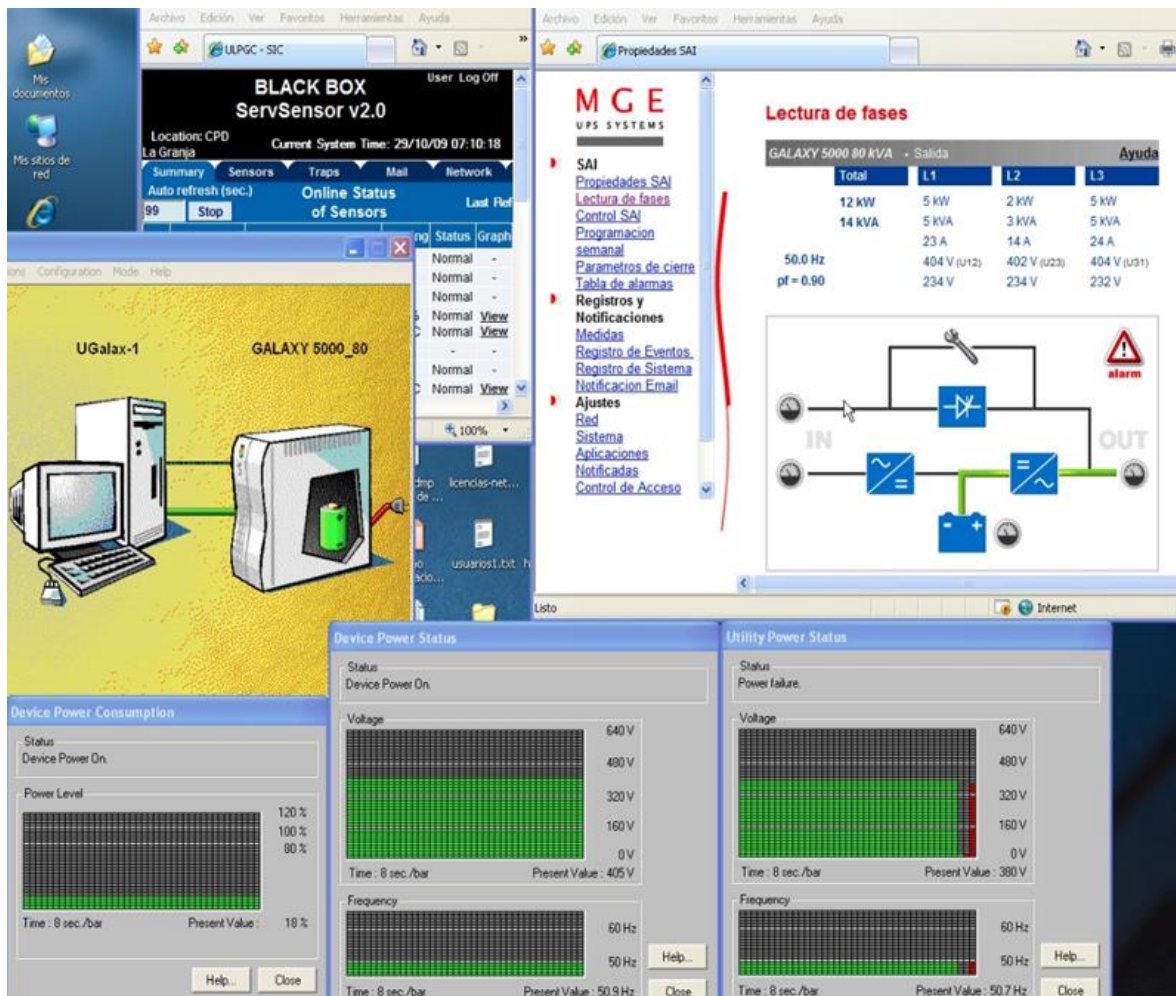 Archivo Edición Ver Favoritos Herramientas Ayuda
ULPGC - SIC
»
BLACK BOX
ServSensor v2.0
User Log Off
Location: CPD
La Granja
Current System Time: 29/10/09 07:10:18
Summary Sensors Traps Mail Network
Auto refresh (sec.)
99 Stop
Online Status
of Sensors
Last Ref
ng Status Graph
Normal -
Normal -
Normal -
Normal View
C Normal View
- -
Normal -
C Normal View
100%
Mis
documentos
Mis sitios de
red
ions Configuration Mode Help
UGalax-1
GALAXY 5000_80
dmp
de ...
licencias-net...
usuarios1.txt
Archivo Edición Ver Favoritos Herramientas Ayuda
Propiedades SAI
MGE
UPS SYSTEMS
SAI
Propiedades SAI
Lectura de fases
Control SAI
Programacion
semanal
Parametros de cierre
Tabla de alarmas
Registros y
Notificaciones
Medidas
Registro de Eventos
Registro de Sistema
Notificacion Email
Ajustes
Red
Sistema
Aplicaciones
Notificadas
Control de Acceso
Lectura de fases
GALAXY 5000 80 kVA - Salida Ayuda
Total L1 L2 L3
12 kW 5 kW 2 kW 5 kW
14 kVA 5 kVA 3 kVA 5 kVA
23 A 14 A 24 A
50.0 Hz 404 V (U12) 402 V (U23) 404 V (U31)
pf = 0.90 234 V 234 V 232 V
alarm
IN OUT
- +
Listo
Internet
Device Power Consumption
Status
Device Power On.
Power Level
120 %
100 %
80 %
Time : 8 sec./bar Present Value : 18 %
Help... Close
Device Power Status
Status
Device Power On.
Voltage
640 V
480 V
320 V
160 V
0 V
Time : 8 sec./bar Present Value : 405 V
Frequency
60 Hz
50 Hz
Help...
Time : 8 sec./bar Present Value : 50.9 Hz Close
Utility Power Status
Status
Power failure.
Voltage
640 V
480 V
320 V
160 V
0 V
Time : 8 sec./bar Present Value : 380 V
Frequency
60 Hz
50 Hz
Help...
Time : 8 sec./bar Present Value : 50.7 Hz Close